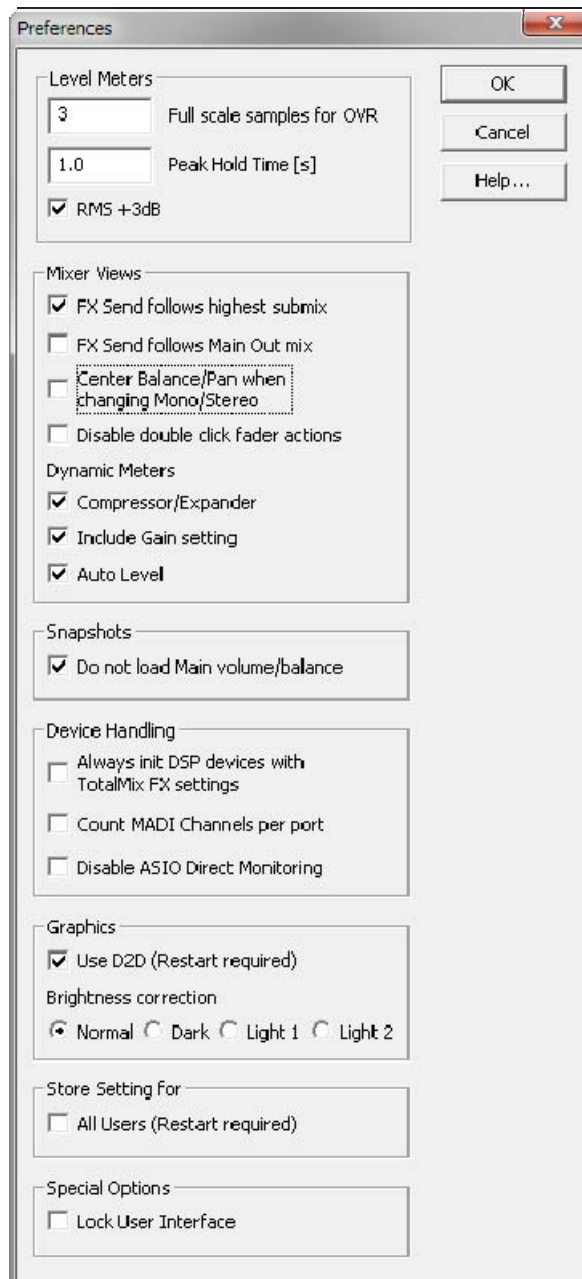 Preferences
Level Meters
3 Full scale samples for OVR
1.0 Peak Hold Time [s]
RMS +3dB
OK
Cancel
Help...
Mixer Views
FX Send follows highest submix
FX Send follows Main Out mix
Center Balance/Pan when
changing Mono/Stereo
Disable double click fader actions
Dynamic Meters
Compressor/Expander
Include Gain setting
Auto Level
Snapshots
Do not load Main volume/balance
Device Handling
Always init DSP devices with
TotalMix FX settings
Count MADI Channels per port
Disable ASIO Direct Monitoring
Graphics
Use D2D (Restart required)
Brightness correction
Normal Dark Light 1 Light 2
Store Setting for
All Users (Restart required)
Special Options
Lock User Interface